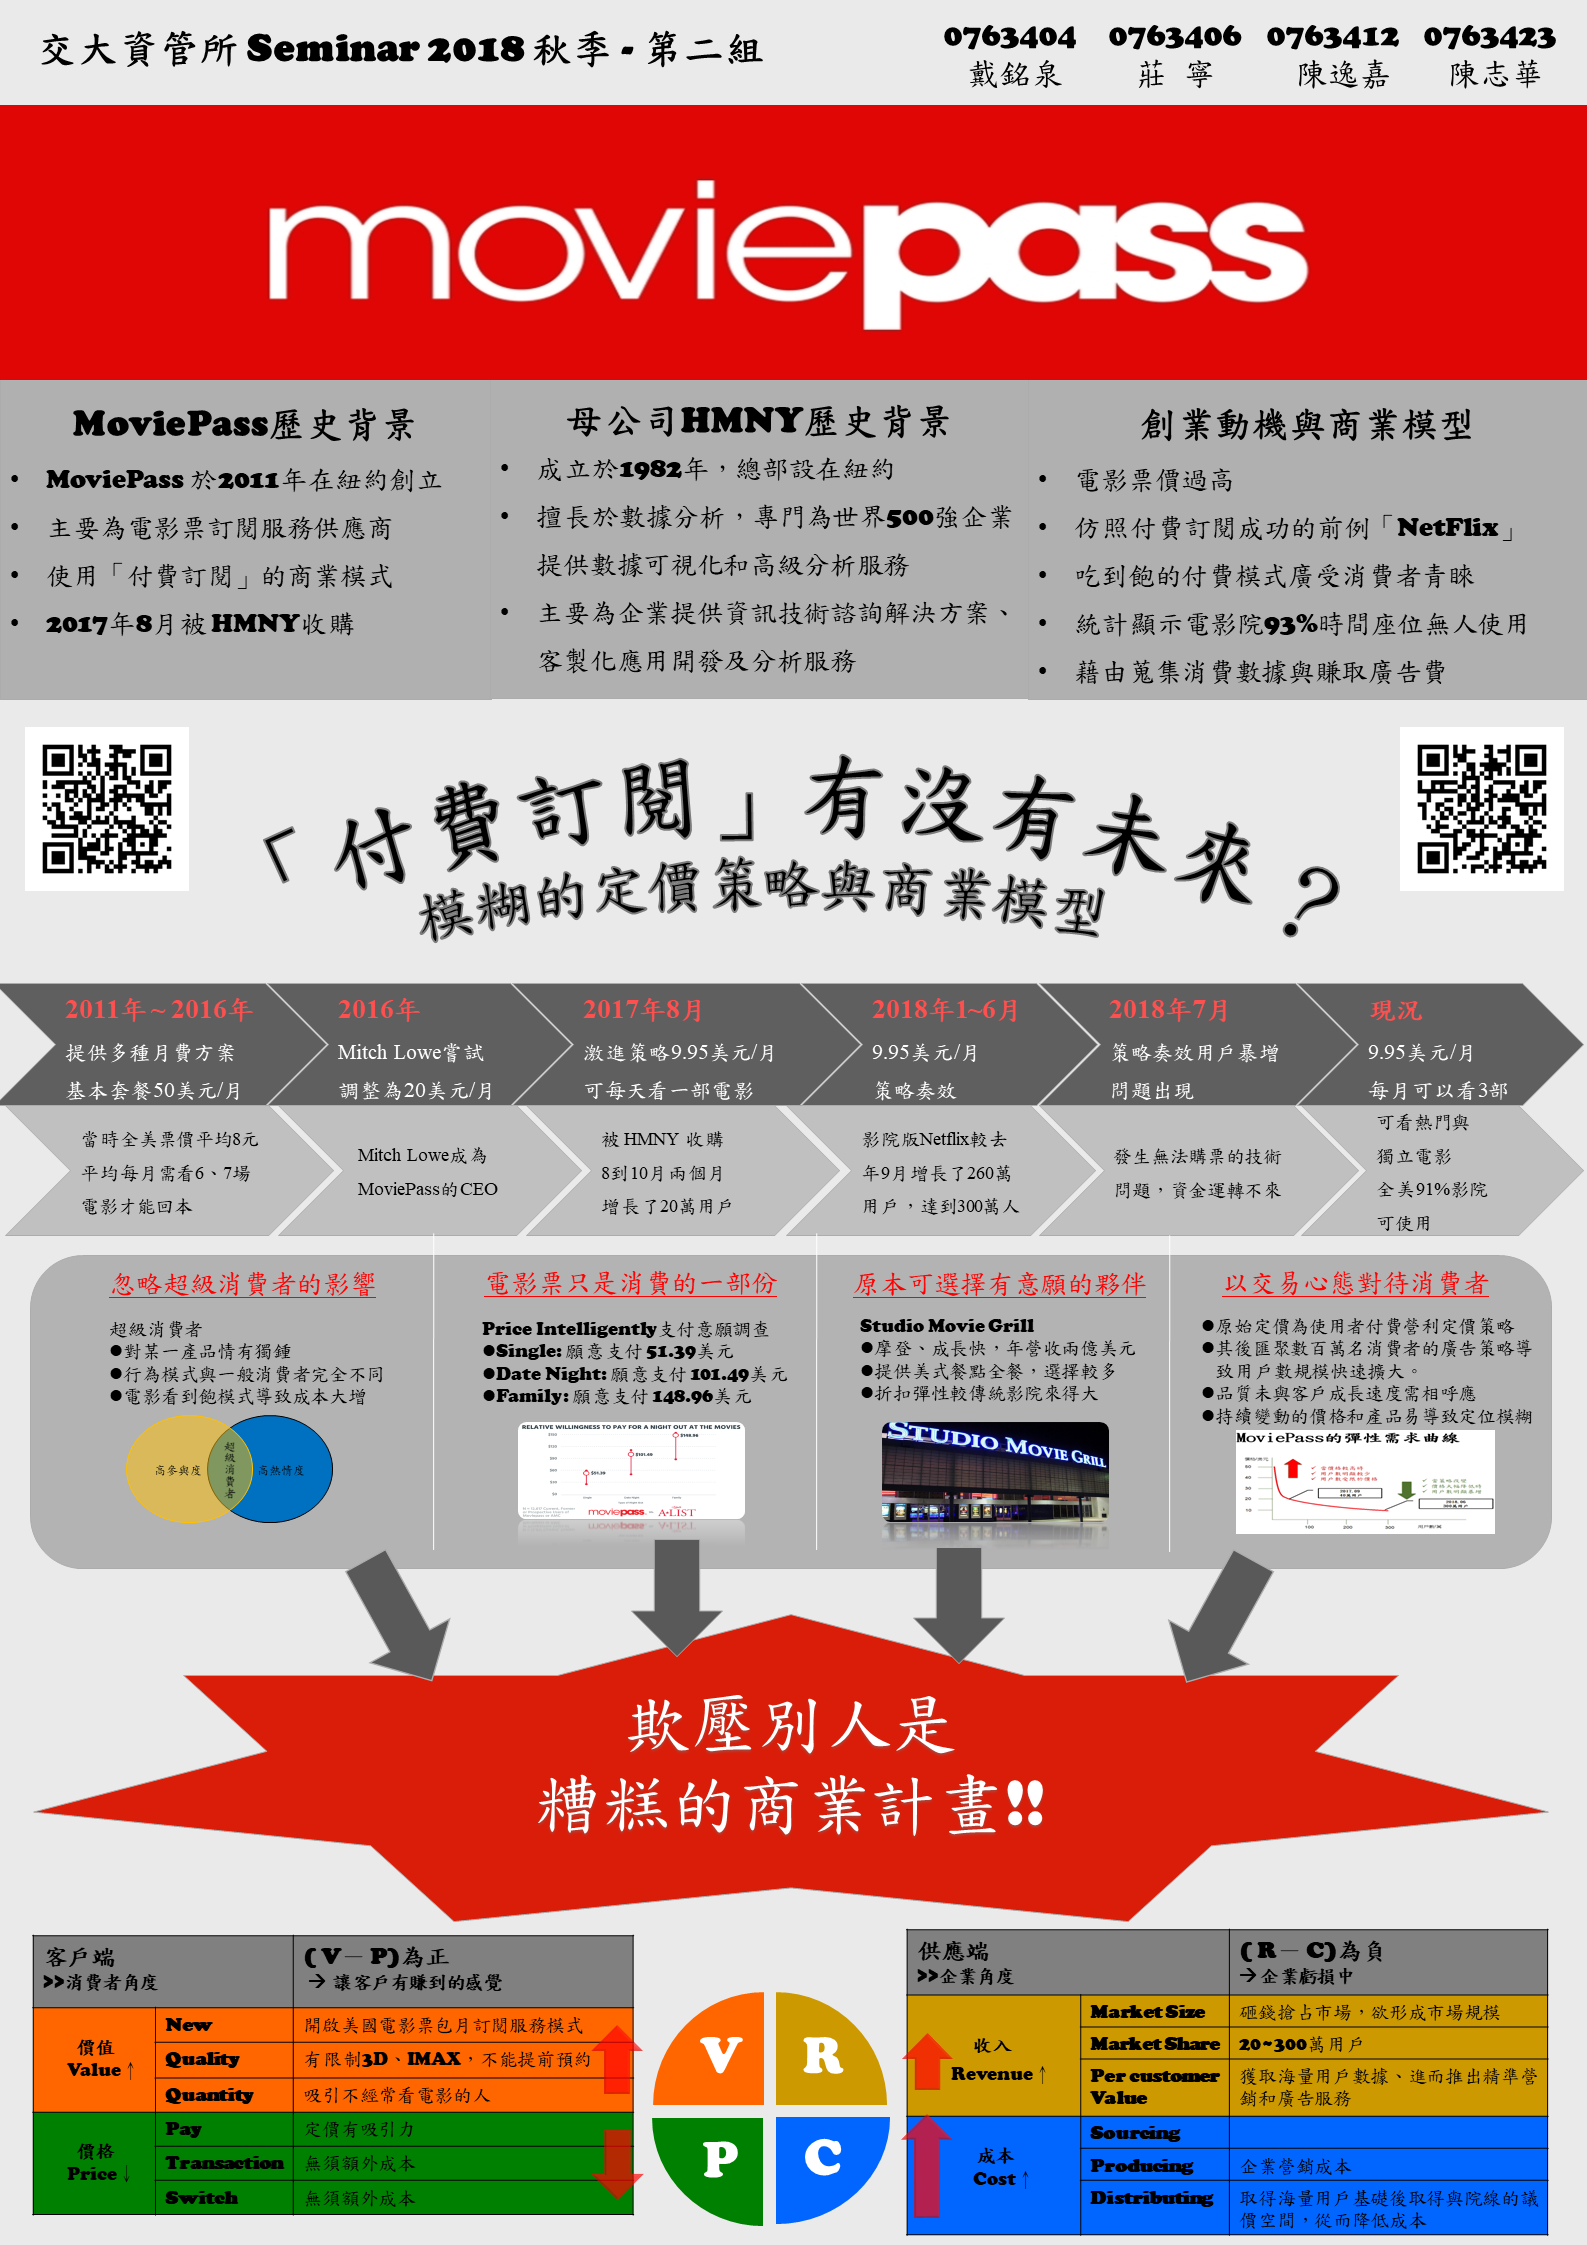 交大資管所 Seminar 2018 秋季 - 第二組
0763404 0763406 0763412 0763423
戴銘泉 莊 寧 陳逸嘉 陳志華
moviepass
MoviePass歷史背景
• MoviePass 於2011年在紐約創立
• 主要為電影票訂閱服務供應商
• 使用「付費訂閱」的商業模式
• 2017年8月被HMNY收購
母公司HMNY歷史背景
• 成立於1982年，總部設在紐約
• 擅長於數據分析，專門為世界500強企業
提供數據可視化和高級分析服務
• 主要為企業提供資訊技術諮詢解決方案、
客製化應用開發及分析服務
創業動機與商業模型
• 電影票價過高
• 仿照付費訂閱成功的前例「NetFlix」
• 吃到飽的付費模式廣受消費者青睞
• 統計顯示電影院93%時間座位無人使用
• 藉由蒐集消費數據與賺取廣告費
「付費訂閱」有沒有未來？
模糊的定價策略與商業模型
2011年~2016年
提供多種月費方案
基本套餐50美元/月
2016年
Mitch Lowe嘗試
調整為20美元/月
2017年8月
激進策略9.95美元/月
可每天看一部電影
2018年1~6月
9.95美元/月
策略奏效
2018年7月
策略奏效用戶暴增
問題出現
現況
9.95美元/月
每月可以看3部
當時全美票價平均8元
平均每月需看6、7場
電影才能回本
Mitch Lowe成為
MoviePass的CEO
被 HMNY 收購
8到10月兩個月
增長了20萬用戶
影院版Netflix較去
年9月增長了260萬
用戶，達到300萬人
發生無法購票的技術
問題，資金運轉不來
可看熱門與
獨立電影
全美91%影院
可使用
忽略超級消費者的影響
超級消費者
●對某一產品情有獨鍾
●行為模式與一般消費者完全不同
●電影看到飽模式導致成本大增
高參與度
超級消費者
高熱情度
電影票只是消費的一部份
Price Intelligently支付意願調查
●Single: 願意支付 51.39美元
●Date Night: 願意支付 101.49美元
●Family: 願意支付 148.96美元
RELATIVE WILLINGNESS TO PAY FOR A NIGHT OUT AT THE MOVIES
$51.39
$101.49
$148.96
moviepass
A•LIST
原本可選擇有意願的夥伴
Studio Movie Grill
●摩登、成長快，年營收兩億美元
●提供美式餐點全餐，選擇較多
●折扣彈性較傳統影院來得大
STUDIO MOVIE GRILL
以交易心態對待消費者
●原始定價為使用者付費營利定價策略
●其後匯聚數百萬名消費者的廣告策略導
致用戶數規模快速擴大。
●品質未與客戶成長速度需相呼應
●持續變動的價格和產品易導致定位模糊
MoviePass的彈性需求曲線
50
40
30
20
10
100 200 300
欺壓別人是
糟糕的商業計畫!!
客戶端
>>消費者角度
( V－ P)為正
→ 讓客戶有賺到的感覺
價值
Value↑
New 開啟美國電影票包月訂閱服務模式
Quality 有限制3D、IMAX，不能提前預約
Quantity 吸引不經常看電影的人
價格
Price↓
Pay 定價有吸引力
Transaction 無須額外成本
Switch 無須額外成本
V R
P C
供應端
>>企業角度
( R－ C)為負
→企業虧損中
收入
Revenue↑
Market Size 砸錢搶占市場，欲形成市場規模
Market Share 20~300萬用戶
Per customer Value
獲取海量用戶數據、進而推出精準營
銷和廣告服務
成本
Cost↑
Sourcing
Producing 企業營銷成本
Distributing 取得海量用戶基礎後取得與院線的議
價空間，從而降低成本